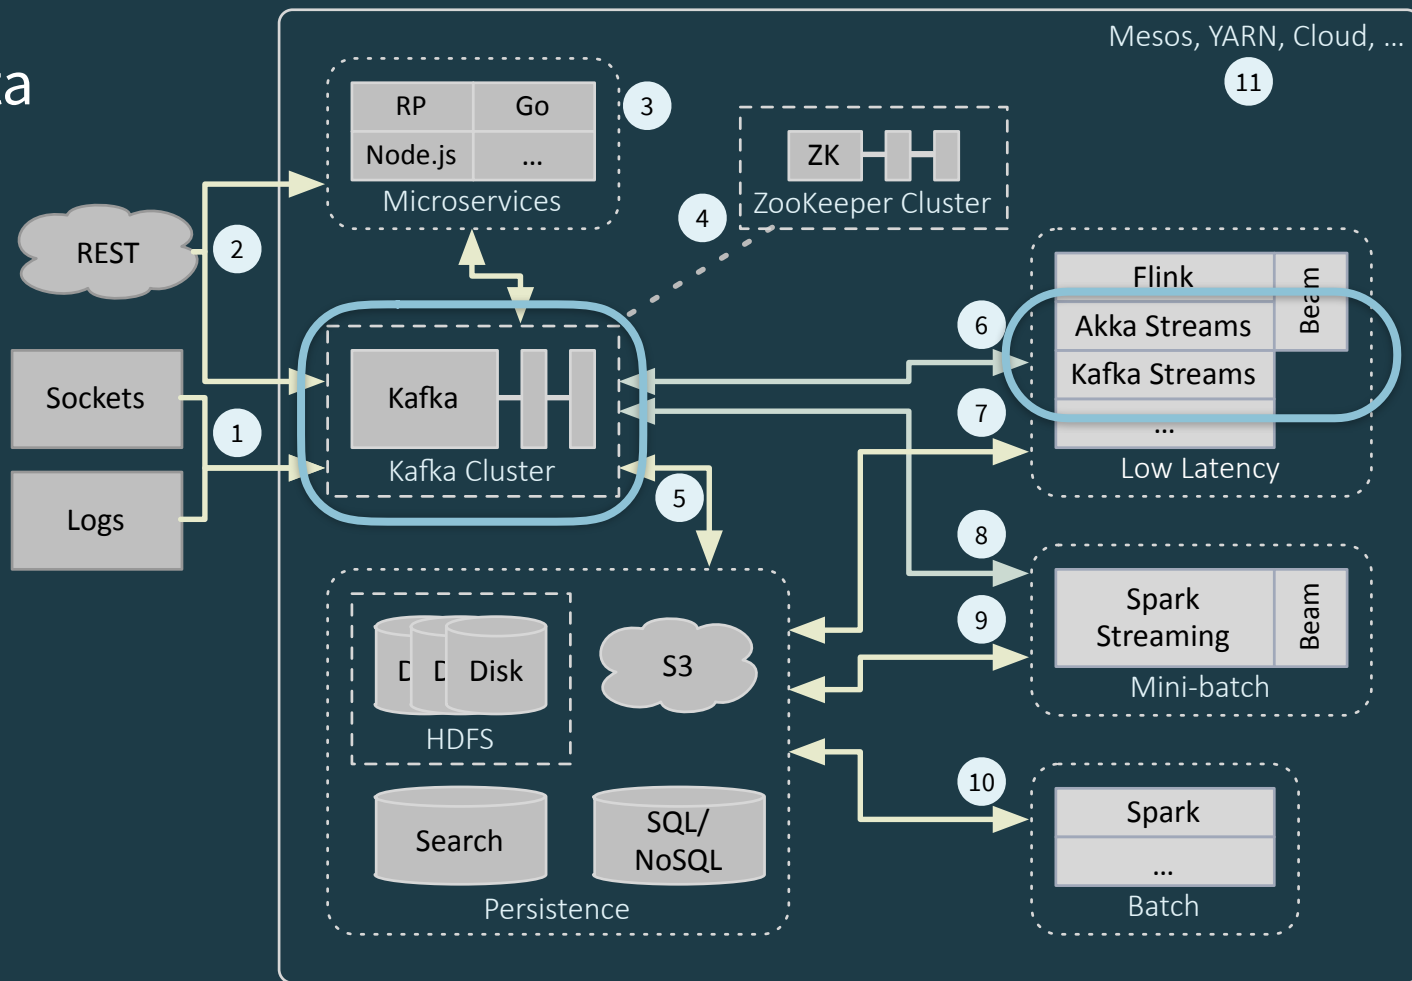 ta
Mesos, YARN, Cloud, ...
11
RP
Go
Node.js
...
Microservices
3
ZK
ZooKeeper Cluster
4
REST
2
Sockets
Logs
1
Kafka
Kafka Cluster
5
Flink
Beam
Akka Streams
Kafka Streams
...
Low Latency
6
7
8
Spark
Streaming
Beam
Mini-batch
9
D
D
Disk
HDFS
S3
Search
SQL/
NoSQL
Persistence
10
Spark
...
Batch